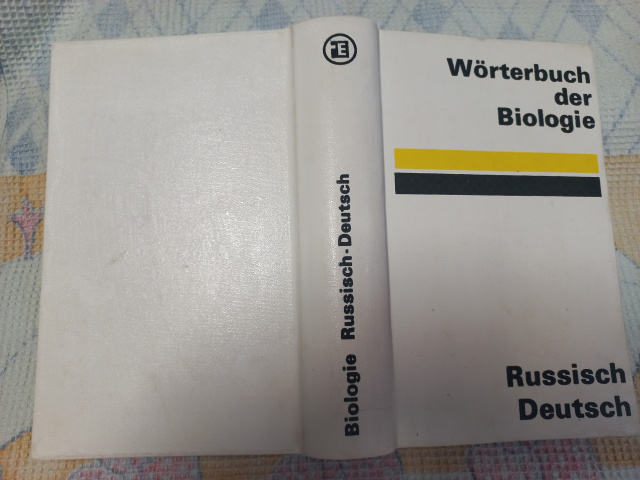 Wörterbuch
der
Biologie
Russisch
Deutsch
Biologie Russisch-Deutsch